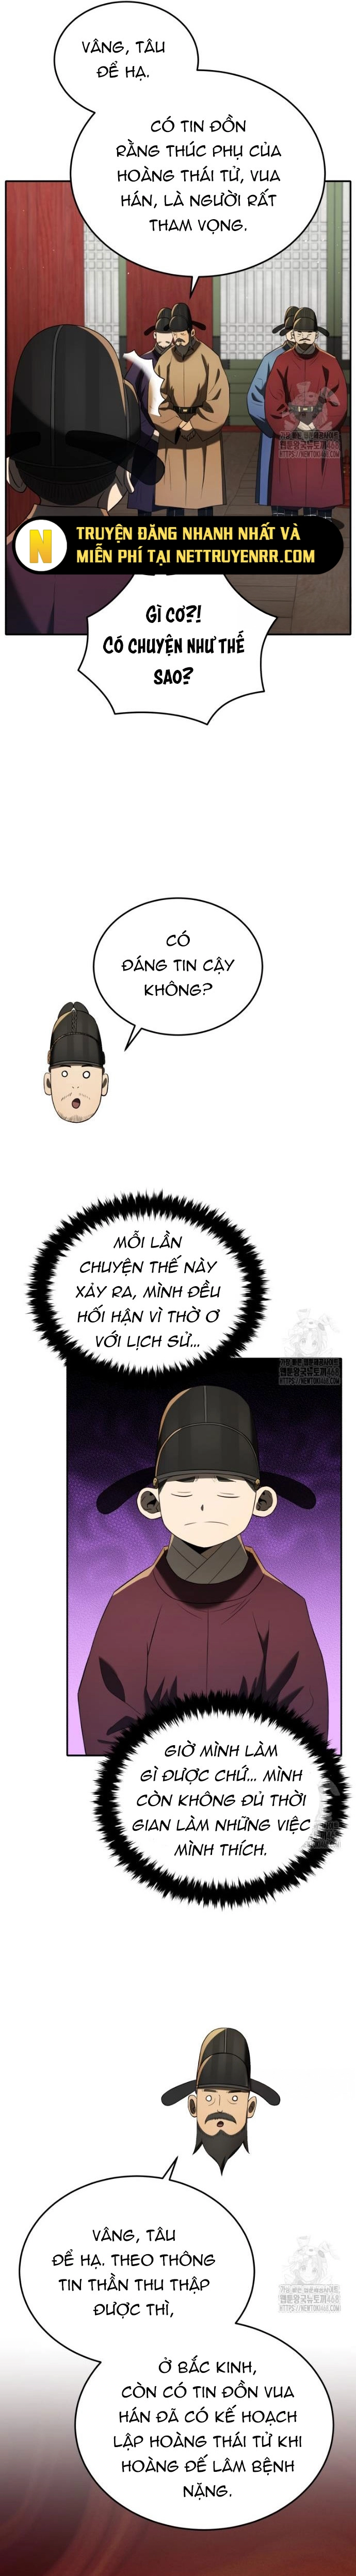 VÂNG, TÂU
ĐỂ HẠ.
CÓ TIN ĐỒN
RẰNG THÚC PHỤ CỦA
HOÀNG THÁI TỬ, VUA
HÁN, LÀ NGƯỜI RẤT
THAM VỌNG.
N
TRUYỆN ĐĂNG NHANH NHẤT VÀ
MIỄN PHÍ TẠI NETTRUYENRR.COM
GÌ CƠ?!
CÓ CHUYỆN NHƯ THẾ
SAO?
CÓ
ĐÁNG TIN CẬY
KHÔNG?
MỖI LẦN
CHUYỆN THẾ NÀY
XẢY RA, MÌNH ĐỀU
HỐI HẬN VÌ THỜ Ơ
VỚI LỊCH SỬ...
GIỜ MÌNH LÀM
GÌ ĐƯỢC CHỨ... MÌNH
CÒN KHÔNG ĐỦ THỜI
GIAN LÀM NHỮNG VIỆC
MÌNH THÍCH.
VÂNG, TÂU
ĐỂ HẠ. THEO THÔNG
TIN THẦN THU THẬP
ĐƯỢC THÌ,
Ở BẮC KINH,
CÒN CÓ TIN ĐỒN VUA
HÁN ĐÃ CÓ KẾ HOẠCH
LẬP HOÀNG THÁI TỬ KHI
HOÀNG ĐẾ LÂM BỆNH
NẶNG.